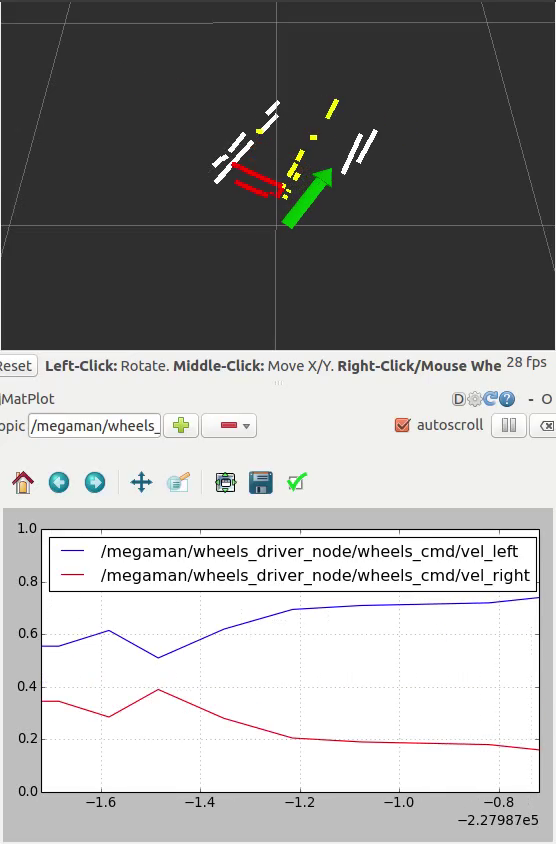 Reset Left-Click: Rotate. Middle-Click: Move X/Y. Right-Click/Mouse Whe 28 fps
MatPlot D - O
opic /megaman/wheels_ autoscroll
1.0
/megaman/wheels_driver_node/wheels_cmd/vel_left
/megaman/wheels_driver_node/wheels_cmd/vel_right
0.8
0.6
0.4
0.2
0.0
−1.6 −1.4 −1.2 −1.0 −0.8
−2.27987e5